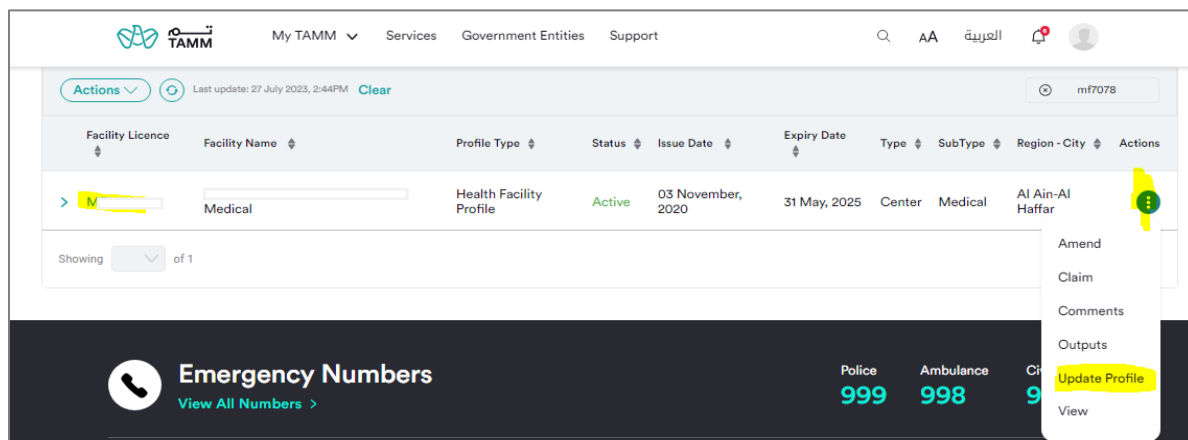 تم
TAMM
My TAMM
Services
Government Entities
Support
AA
العربية
6
Actions
Last update: 27 July 2023, 2:44PM
Clear
mf7078
Facility Licence
Facility Name
Profile Type
Status
Issue Date
Expiry Date
Type
SubType
Region - City
Actions
M
Medical
Health Facility
Profile
Active
03 November,
2020
31 May, 2025
Center
Medical
Al Ain-Al
Haffar
Showing
of 1
Amend
Claim
Comments
Outputs
Update Profile
View
Emergency Numbers
View All Numbers >
Police
999
Ambulance
998
Ci
9